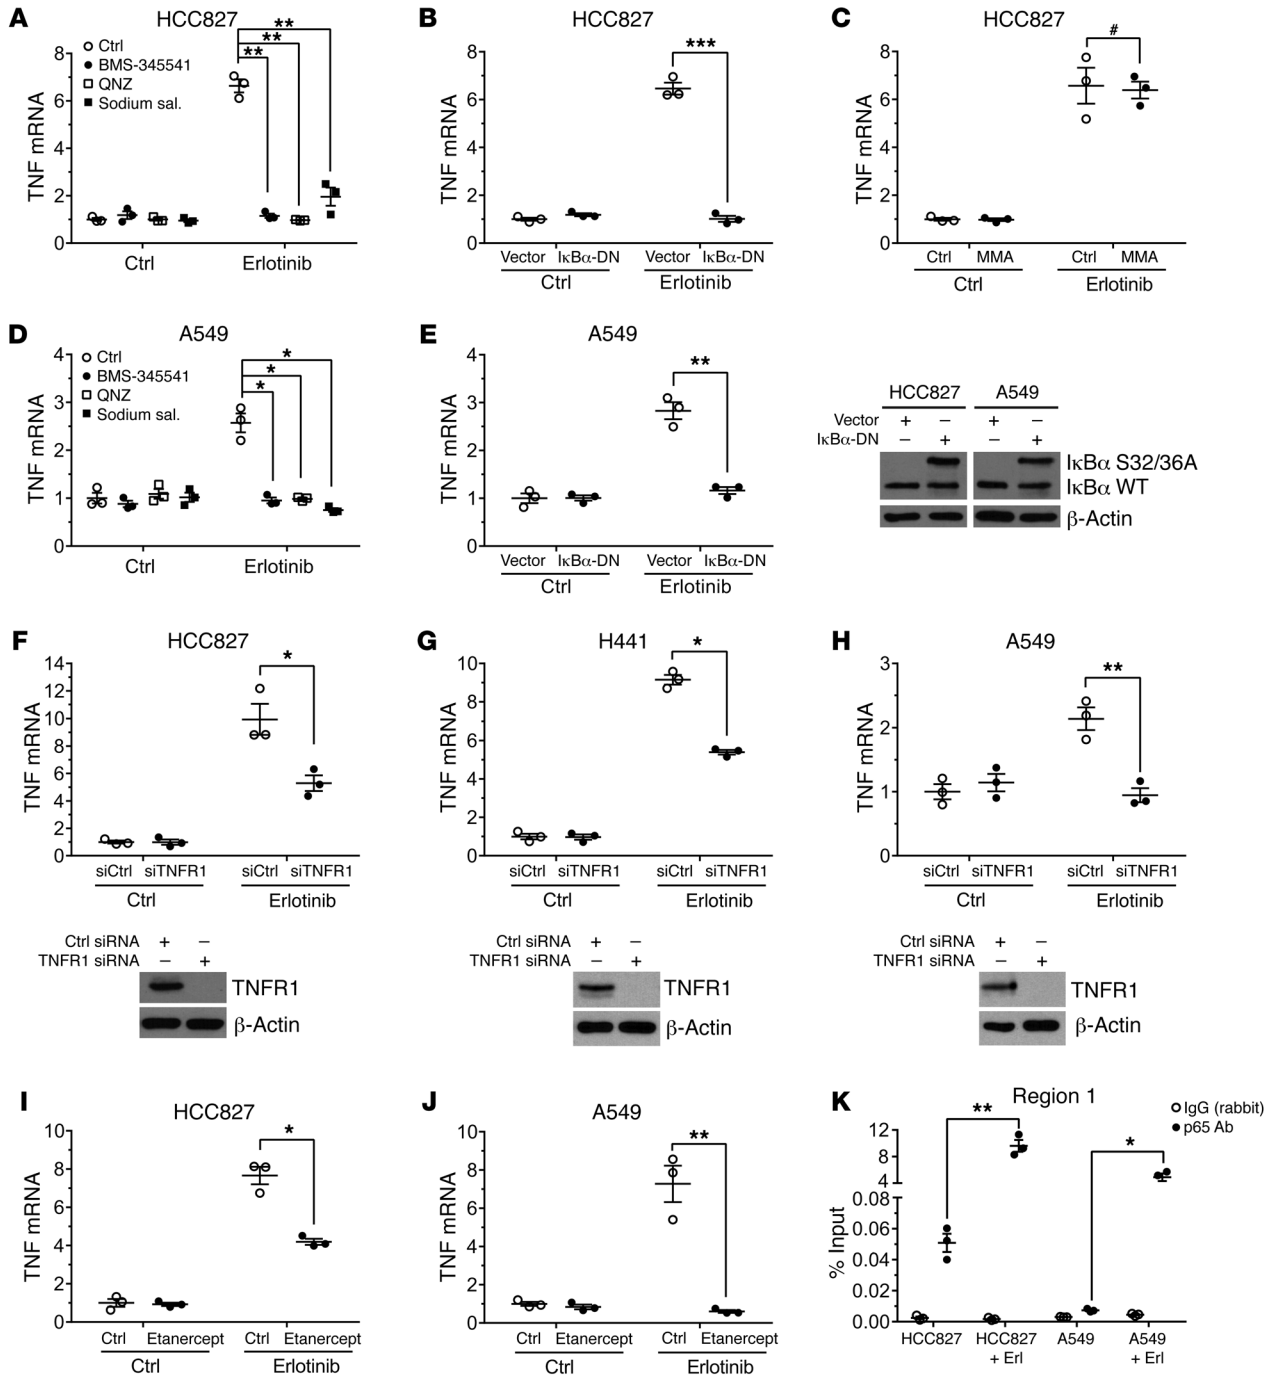 A
HCC827
TNF mRNA
8
6
4
2
0
Ctrl
BMS-345541
QNZ
Sodium sal.
**
**
**
Ctrl
Erlotinib
B
HCC827
TNF mRNA
8
6
4
2
0
***
Vector IκBα-DN Vector IκBα-DN
Ctrl
Erlotinib
C
HCC827
TNF mRNA
8
6
4
2
0
#
Ctrl MMA Ctrl MMA
Ctrl
Erlotinib
D
A549
TNF mRNA
4
3
2
1
0
Ctrl
BMS-345541
QNZ
Sodium sal.
*
*
*
Ctrl
Erlotinib
E
A549
TNF mRNA
4
3
2
1
0
**
Vector IκBα-DN Vector IκBα-DN
Ctrl
Erlotinib
HCC827 A549
Vector + – + –
IκBα-DN – + – +
IκBα S32/36A
IκBα WT
β-Actin
F
HCC827
TNF mRNA
14
12
10
8
6
4
2
0
*
siCtrl siTNFR1 siCtrl siTNFR1
Ctrl
Erlotinib
Ctrl siRNA + –
TNFR1 siRNA – +
TNFR1
β-Actin
G
H441
TNF mRNA
10
8
6
4
2
0
*
siCtrl siTNFR1 siCtrl siTNFR1
Ctrl
Erlotinib
Ctrl siRNA + –
TNFR1 siRNA – +
TNFR1
β-Actin
H
A549
TNF mRNA
3
2
1
0
**
siCtrl siTNFR1 siCtrl siTNFR1
Ctrl
Erlotinib
Ctrl siRNA + –
TNFR1 siRNA – +
TNFR1
β-Actin
I
HCC827
TNF mRNA
10
8
6
4
2
0
*
Ctrl Etanercept Ctrl Etanercept
Ctrl
Erlotinib
J
A549
TNF mRNA
10
8
6
4
2
0
**
Ctrl Etanercept Ctrl Etanercept
Ctrl
Erlotinib
K
Region 1
IgG (rabbit)
p65 Ab
% Input
12
8
4
0.08
0.06
0.04
0.02
0.00
**
*
HCC827 HCC827 A549 A549
+ Erl + Erl